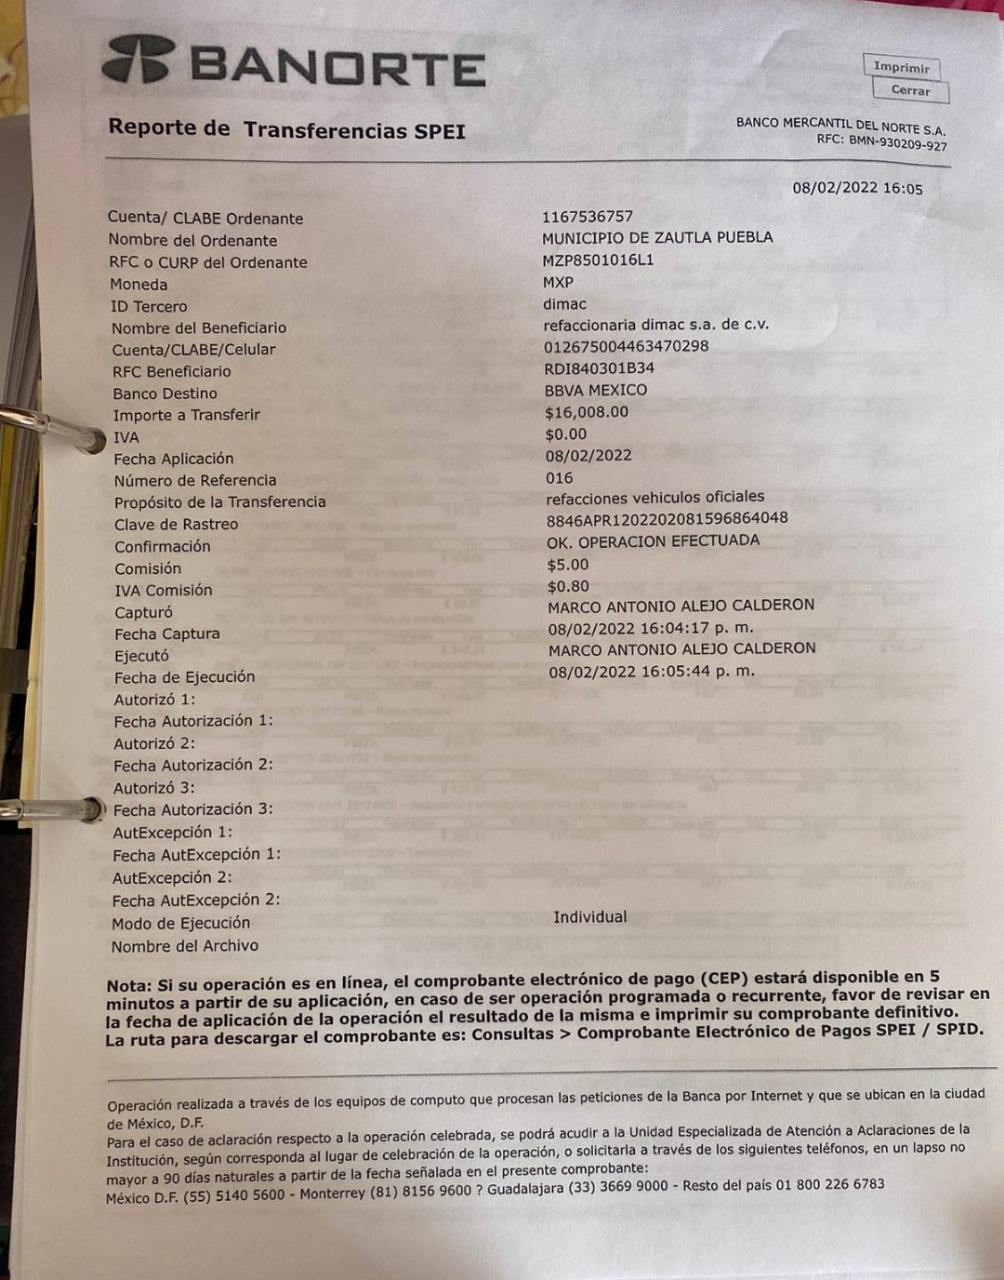 BANORTE
Imprimir
Cerrar
Reporte de Transferencias SPEI
BANCO MERCANTIL DEL NORTE S.A.
RFC: BMN-930209-927
08/02/2022 16:05
Cuenta/ CLABE Ordenante 1167536757
Nombre del Ordenante MUNICIPIO DE ZAUTLA PUEBLA
RFC o CURP del Ordenante MZP8501016L1
Moneda MXP
ID Tercero dimac
Nombre del Beneficiario refaccionaria dimac s.a. de c.v.
Cuenta/CLABE/Celular 012675004463470298
RFC Beneficiario RDI840301B34
Banco Destino BBVA MEXICO
Importe a Transferir $16,008.00
IVA $0.00
Fecha Aplicación 08/02/2022
Número de Referencia 016
Propósito de la Transferencia refacciones vehiculos oficiales
Clave de Rastreo 8846APR1202202081596864048
Confirmación OK. OPERACION EFECTUADA
Comisión $5.00
IVA Comisión $0.80
Capturó MARCO ANTONIO ALEJO CALDERON
Fecha Captura 08/02/2022 16:04:17 p. m.
Ejecutó MARCO ANTONIO ALEJO CALDERON
Fecha de Ejecución 08/02/2022 16:05:44 p. m.
Autorizó 1:
Fecha Autorización 1:
Autorizó 2:
Fecha Autorización 2:
Autorizó 3:
Fecha Autorización 3:
AutExcepción 1:
Fecha AutExcepción 1:
AutExcepción 2:
Fecha AutExcepción 2:
Modo de Ejecución Individual
Nombre del Archivo
Nota: Si su operación es en línea, el comprobante electrónico de pago (CEP) estará disponible en 5
minutos a partir de su aplicación, en caso de ser operación programada o recurrente, favor de revisar en
la fecha de aplicación de la operación el resultado de la misma e imprimir su comprobante definitivo.
La ruta para descargar el comprobante es: Consultas > Comprobante Electrónico de Pagos SPEI / SPID.
Operación realizada a través de los equipos de computo que procesan las peticiones de la Banca por Internet y que se ubican en la ciudad
de México, D.F.
Para el caso de aclaración respecto a la operación celebrada, se podrá acudir a la Unidad Especializada de Atención a Aclaraciones de la
Institución, según corresponda al lugar de celebración de la operación, o solicitarla a través de los siguientes teléfonos, en un lapso no
mayor a 90 días naturales a partir de la fecha señalada en el presente comprobante:
México D.F. (55) 5140 5600 - Monterrey (81) 8156 9600 ? Guadalajara (33) 3669 9000 - Resto del país 01 800 226 6783